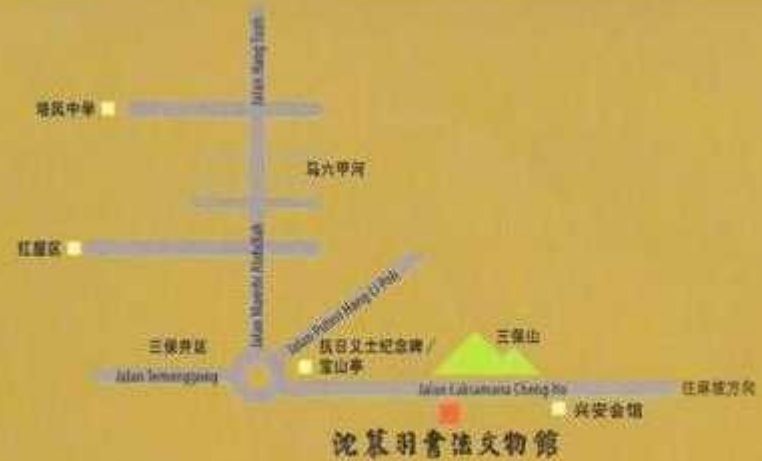 Jalan Hang Tuah
培风中学
马六甲河
红屋区
Jalan Munshi Abdullah
Jalan Puteri Hang Li Poh
三保井区
抗日义士纪念碑/
宝山亭
三保山
Jalan Temenggong
Jalan Laksamana Cheng Ho
往麻坡方向
兴安会馆
沈慕羽書法文物館